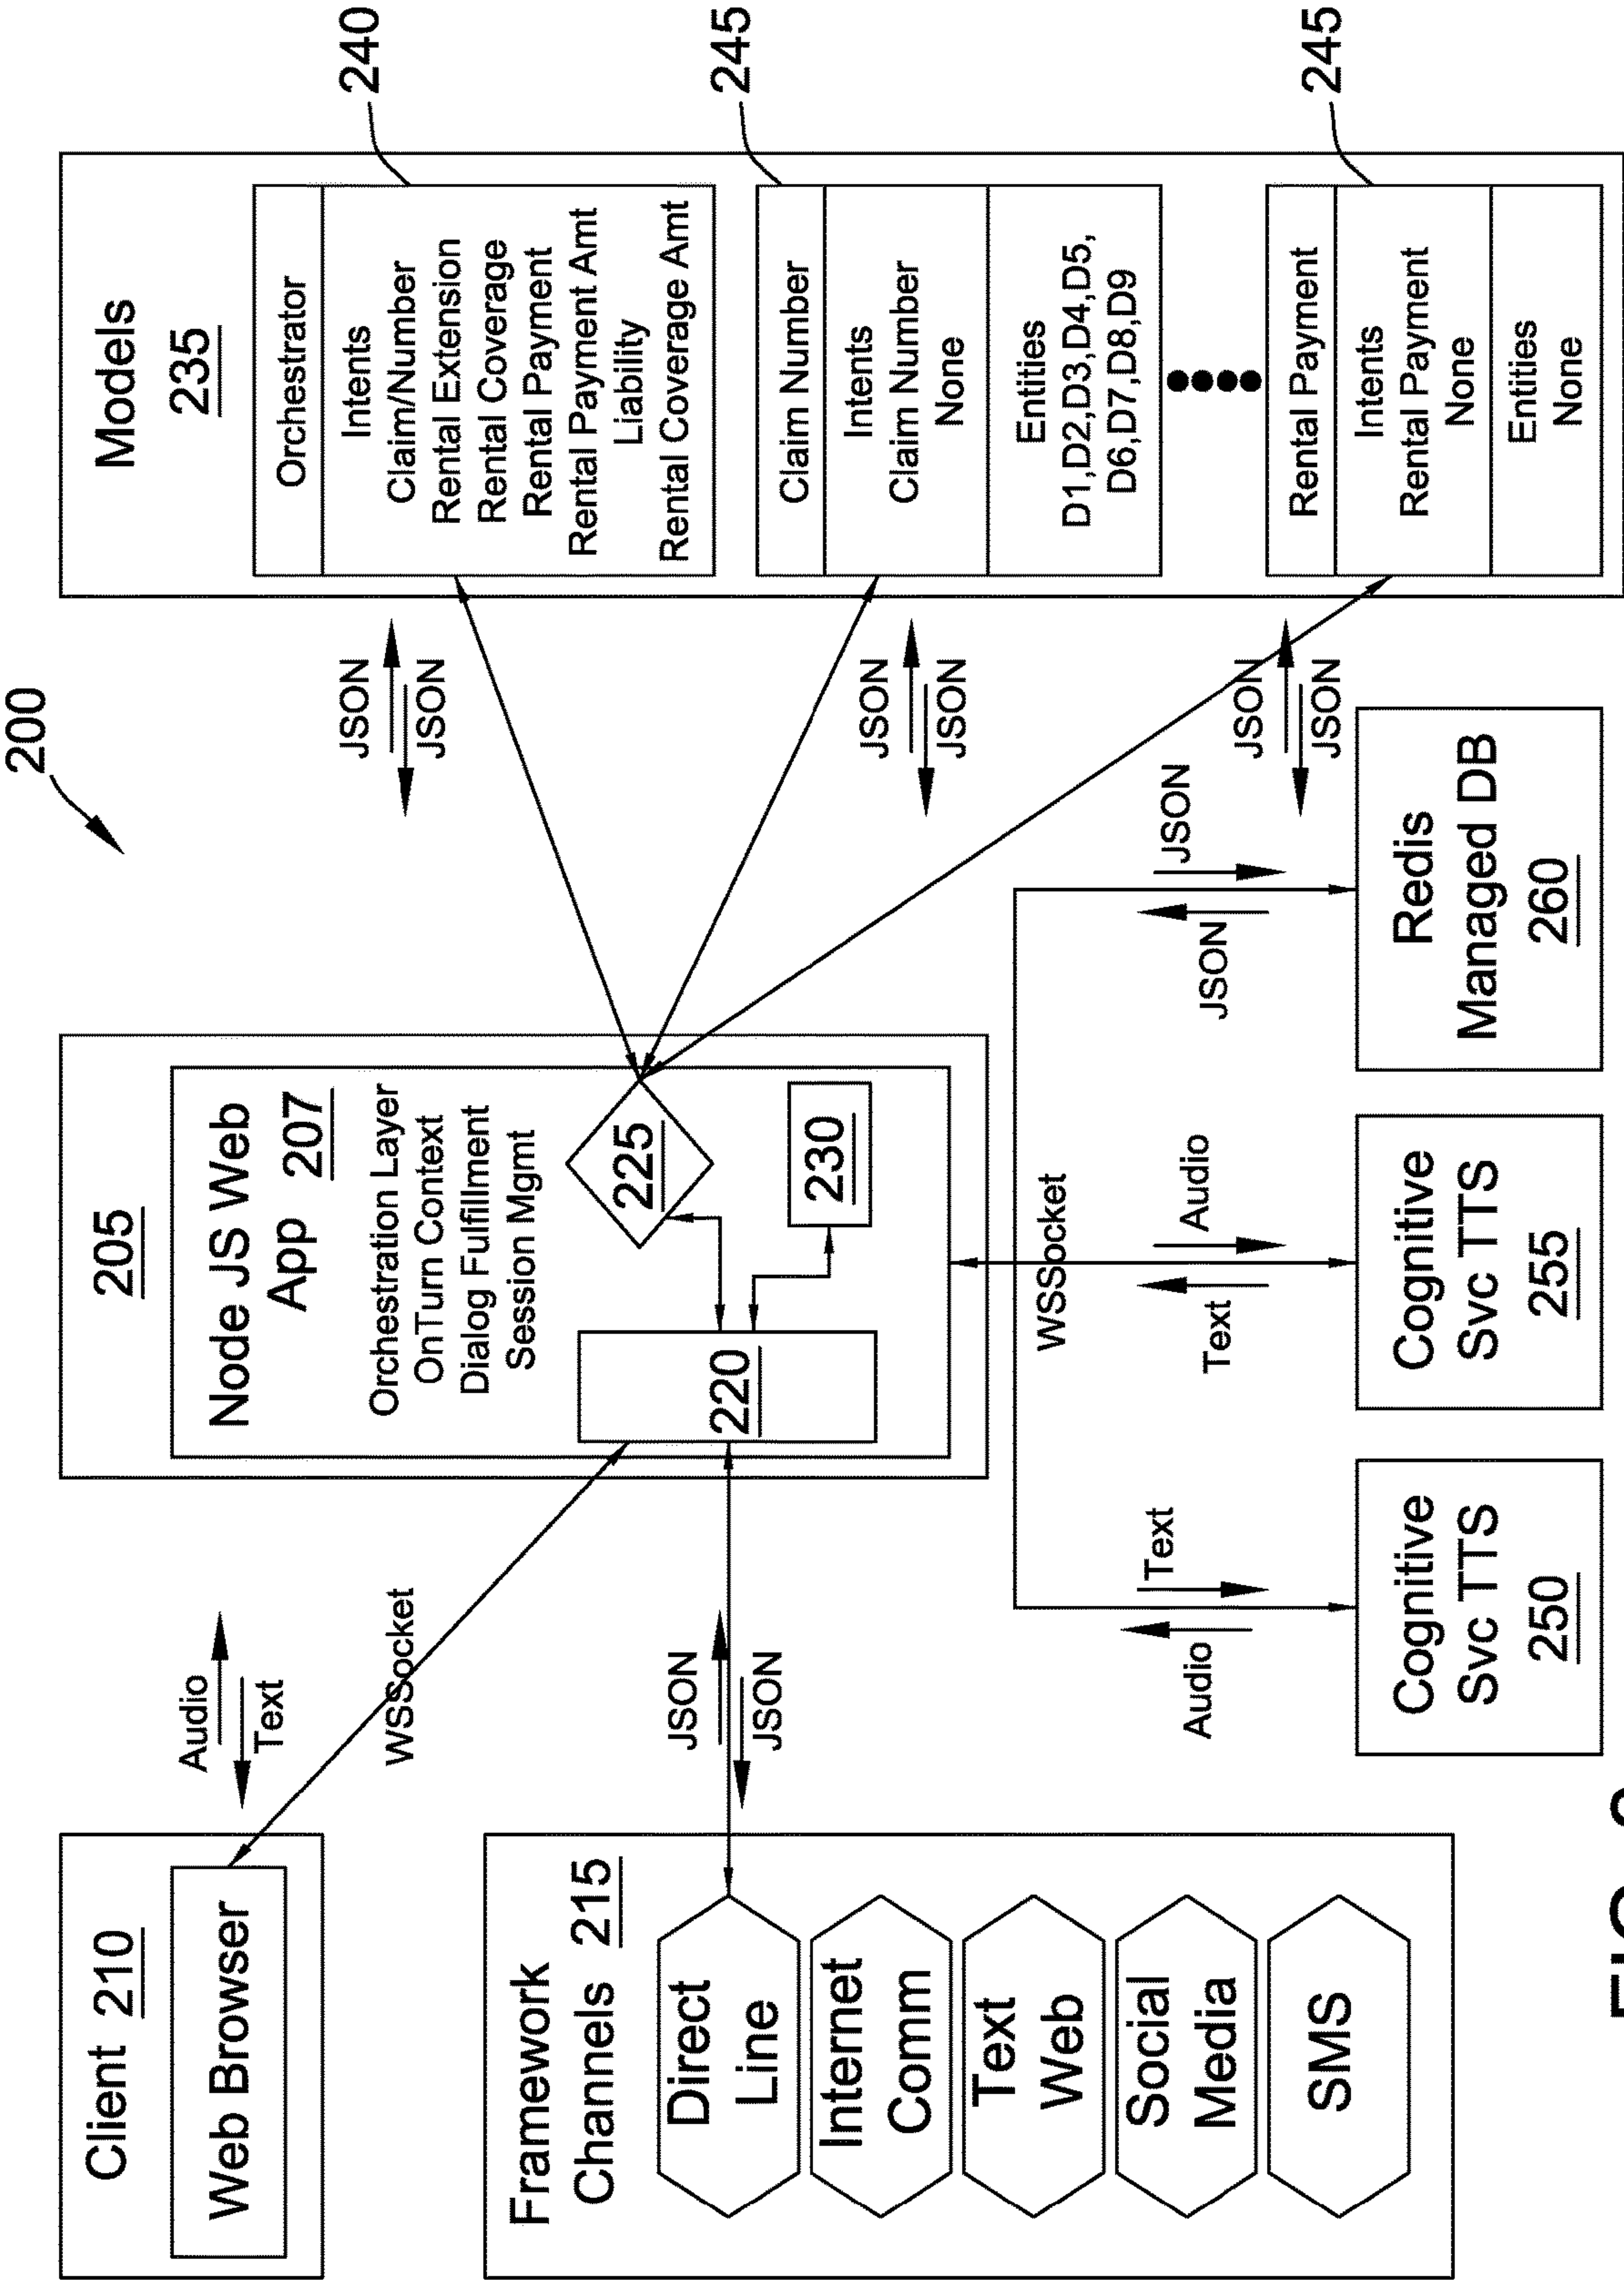 200
Client 210
Web Browser
Audio
Text
WSSocket
Framework
Channels 215
Direct
Line
Internet
Comm
Text
Web
Social
Media
SMS
JSON
JSON
205
Node JS Web
App 207
Orchestration Layer
OnTurn Context
Dialog Fulfillment
Session Mgmt
220
225
230
WSSocket
Text
Audio
Cognitive
Svc TTS
250
Audio
Text
Cognitive
Svc TTS
255
JSON
JSON
Redis
Managed DB
260
JSON
JSON
JSON
JSON
JSON
JSON
Models
235
Orchestrator
Intents
Claim/Number
Rental Extension
Rental Coverage
Rental Payment
Rental Payment Amt
Liability
Rental Coverage Amt
240
Claim Number
Intents
Claim Number
None
Entities
D1,D2,D3,D4,D5,
D6,D7,D8,D9
245
Rental Payment
Intents
Rental Payment
None
Entities
None
245